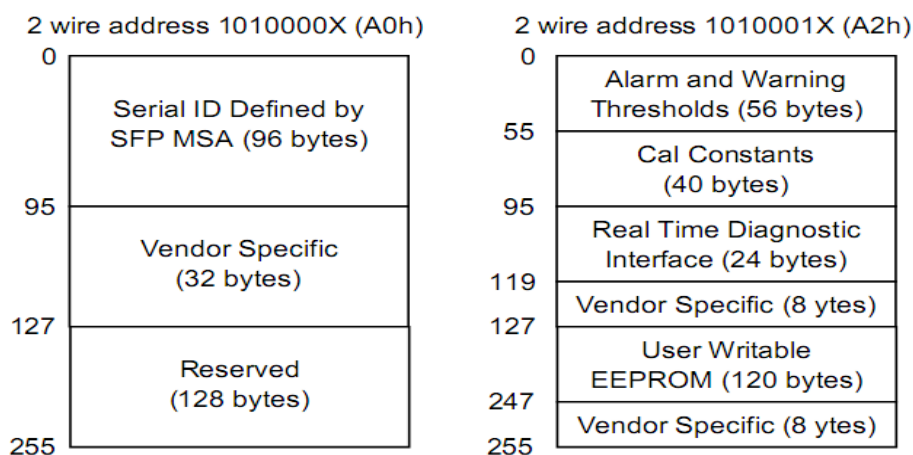 2 wire address 1010000X (A0h)
0
Serial ID Defined by
SFP MSA (96 bytes)
95
Vendor Specific
(32 bytes)
127
Reserved
(128 bytes)
255
2 wire address 1010001X (A2h)
0
Alarm and Warning
Thresholds (56 bytes)
55
Cal Constants
(40 bytes)
95
Real Time Diagnostic
Interface (24 bytes)
119
Vendor Specific (8 ytes)
127
User Writable
EEPROM (120 bytes)
247
Vendor Specific (8 ytes)
255